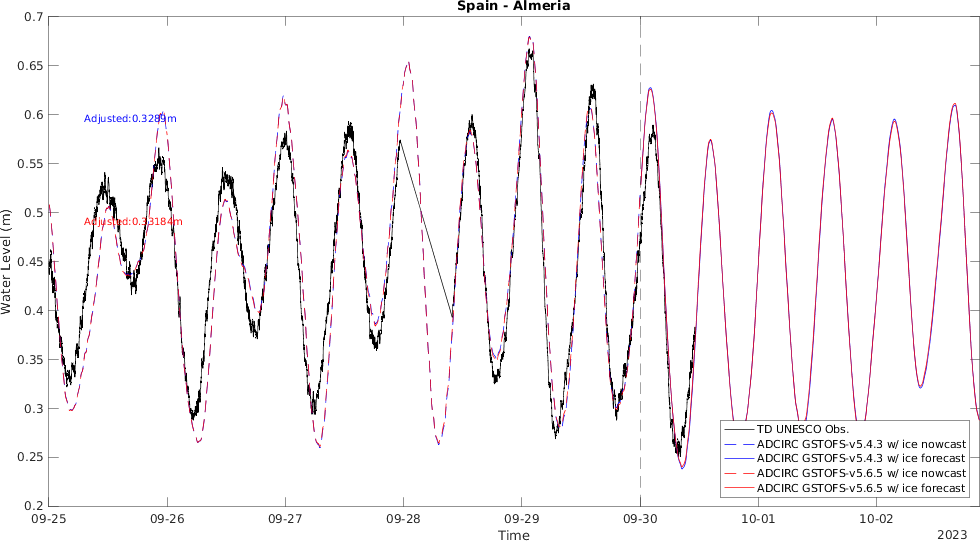 Spain - Almeria
0.7
0.65
0.6
0.55
0.5
0.45
0.4
0.35
0.3
0.25
0.2
Water Level (m)
Adjusted:0.3289m
Adjusted:0.33184m
TD UNESCO Obs.
ADCIRC GSTOFS-v5.4.3 w/ ice nowcast
ADCIRC GSTOFS-v5.4.3 w/ ice forecast
ADCIRC GSTOFS-v5.6.5 w/ ice nowcast
ADCIRC GSTOFS-v5.6.5 w/ ice forecast
09-25 09-26 09-27 09-28 09-29 09-30 10-01 10-02
Time
2023